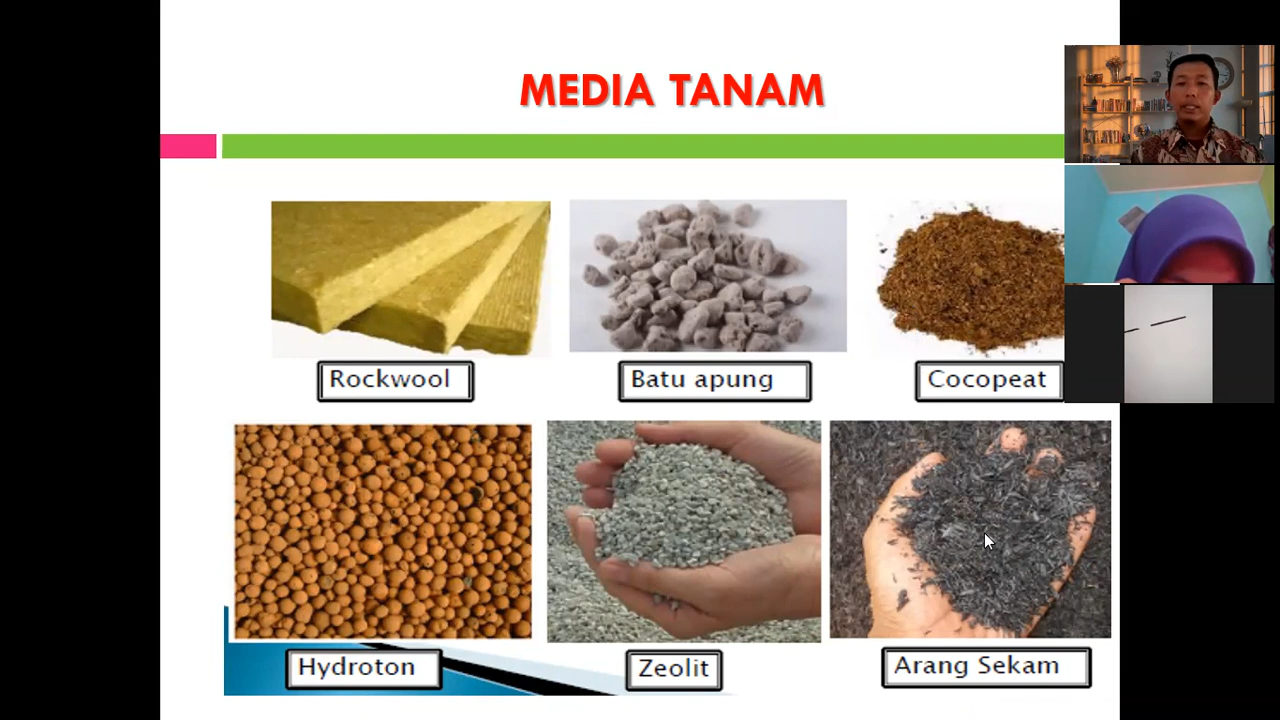 MEDIA TANAM
Rockwool
Batu apung
Cocopeat
Hydroton
Zeolit
Arang Sekam